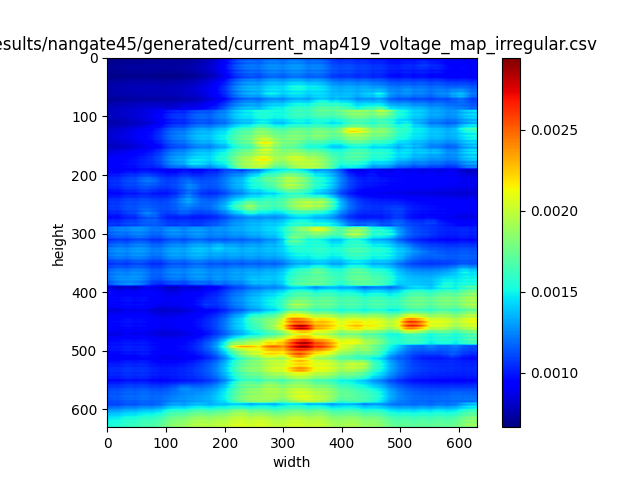 esults/nangate45/generated/current_map419_voltage_map_irregular.csv
0
100
200
300
400
500
600
height
0 100 200 300 400 500 600
width
0.0025
0.0020
0.0015
0.0010